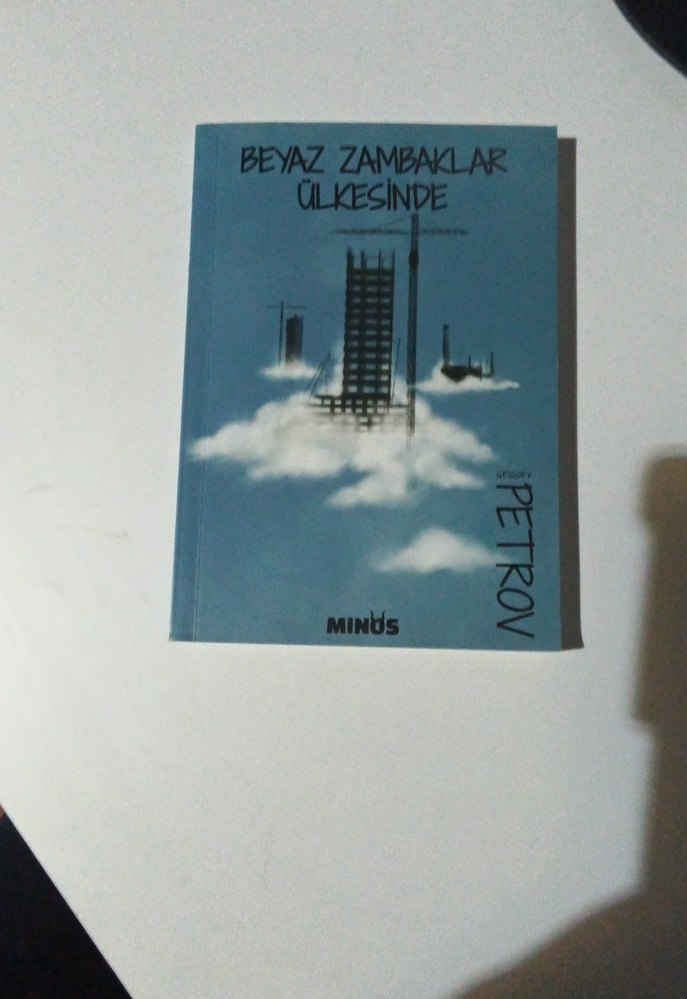 BEYAZ ZAMBAKLAR
ÜLKESİNDE
GRIGORY
PETROV
MINOS